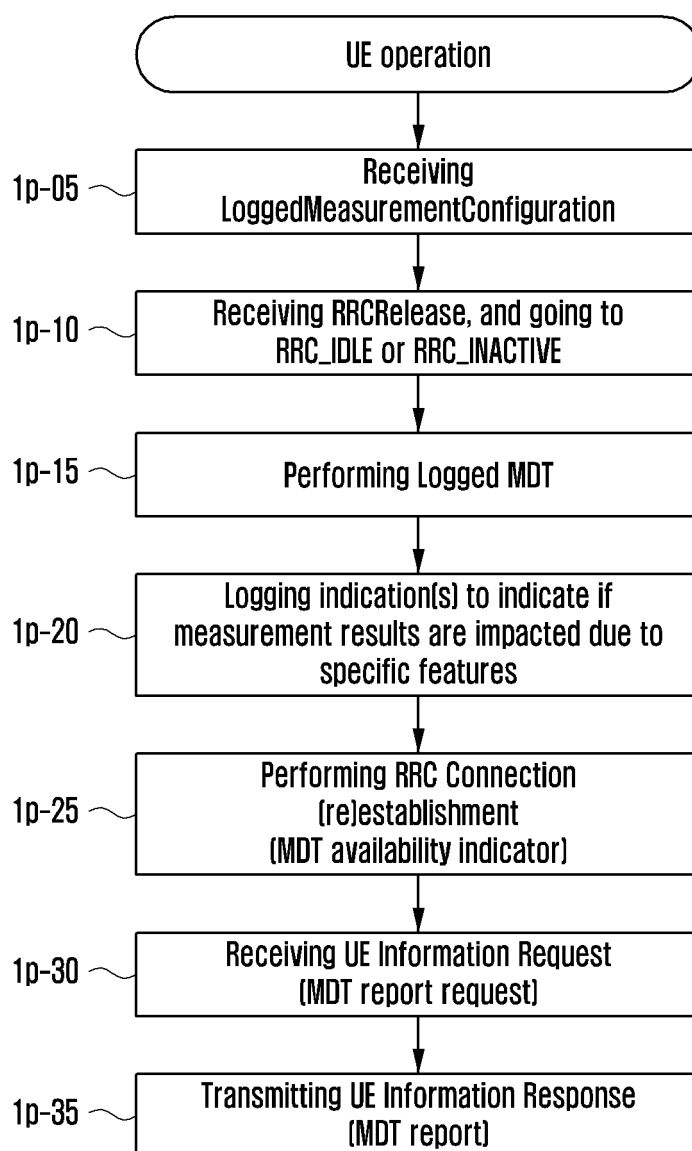 UE operation
1p-05
Receiving
LoggedMeasurementConfiguration
1p-10
Receiving RRCRelease, and going to
RRC_IDLE or RRC_INACTIVE
1p-15
Performing Logged MDT
1p-20
Logging indication(s) to indicate if
measurement results are impacted due to
specific features
1p-25
Performing RRC Connection
(re)establishment
(MDT availability indicator)
1p-30
Receiving UE Information Request
(MDT report request)
1p-35
Transmitting UE Information Response
(MDT report)